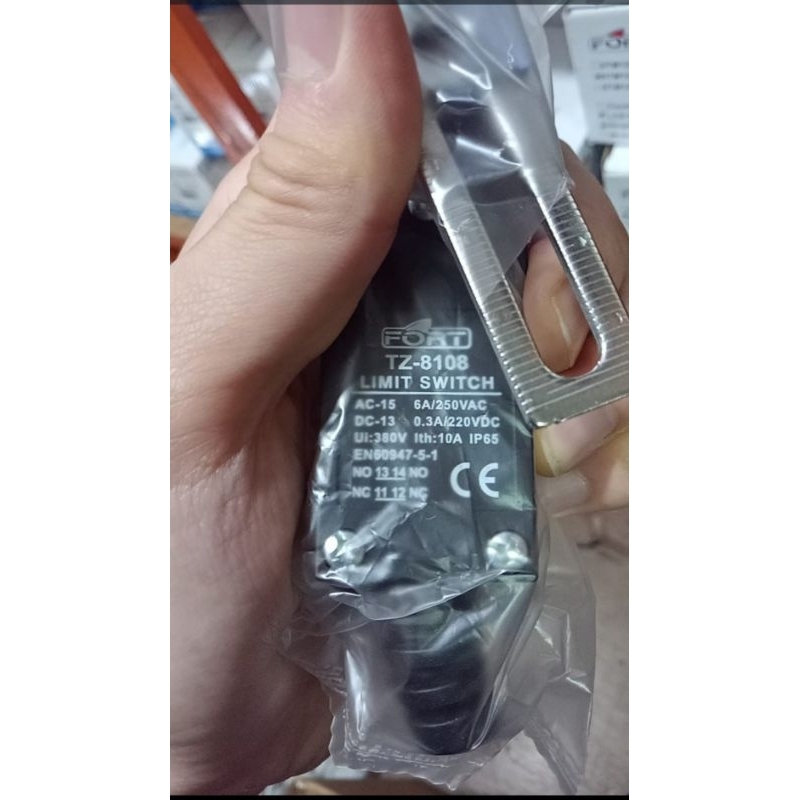 FORT
FORT
TZ-8108
LIMIT SWITCH
AC-15 6A/250VAC
DC-13 0.3A/220VDC
Ui:380V Ith:10A IP65
EN60947-5-1
NO 13 14 NO
NC 11 12 NC
CE